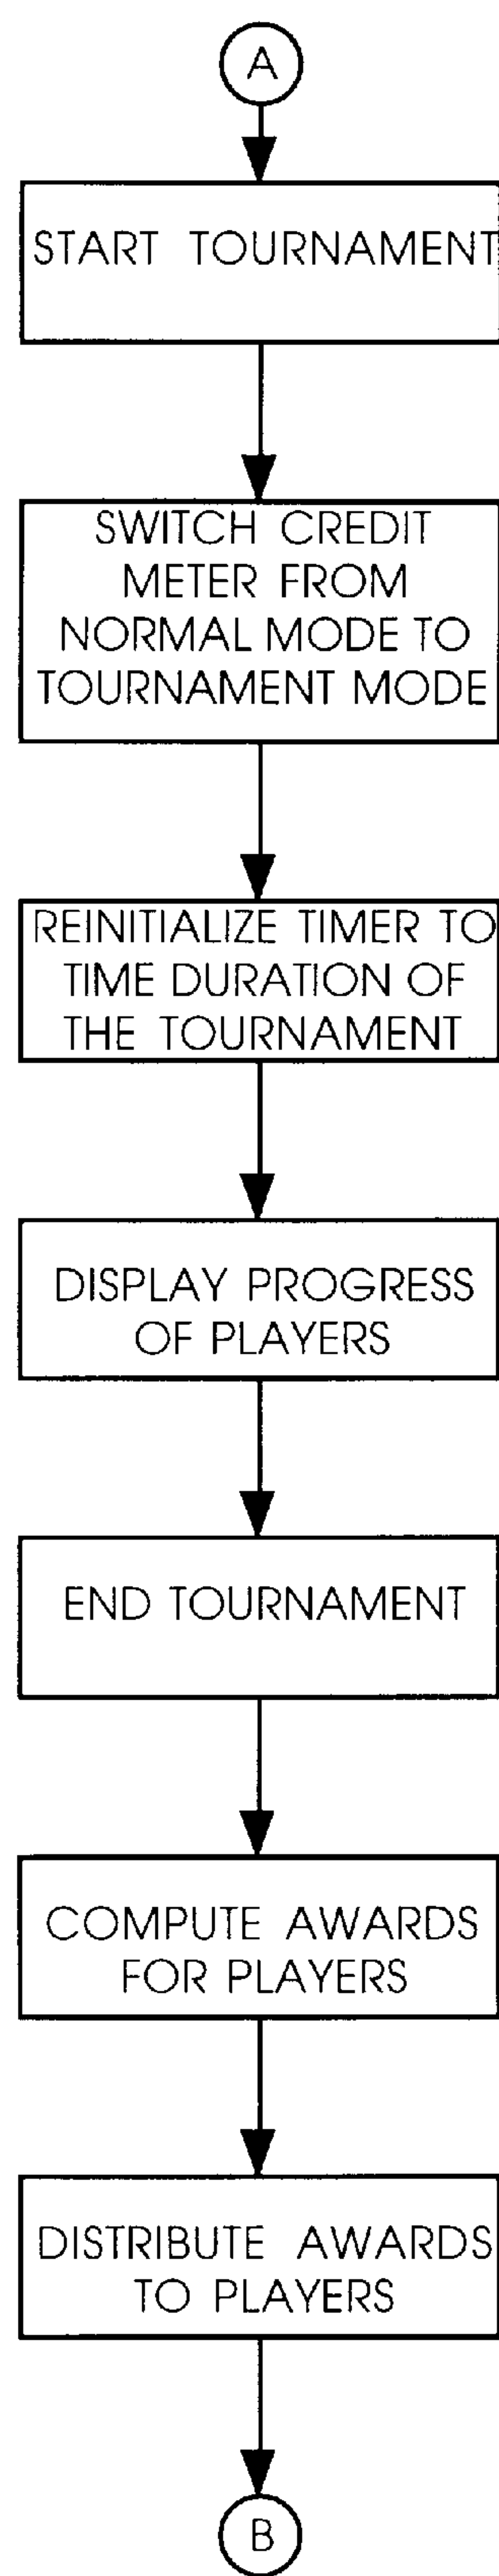 A
START TOURNAMENT
SWITCH CREDIT
METER FROM
NORMAL MODE TO
TOURNAMENT MODE
REINITIALIZE TIMER TO
TIME DURATION OF
THE TOURNAMENT
DISPLAY PROGRESS
OF PLAYERS
END TOURNAMENT
COMPUTE AWARDS
FOR PLAYERS
DISTRIBUTE AWARDS
TO PLAYERS
B